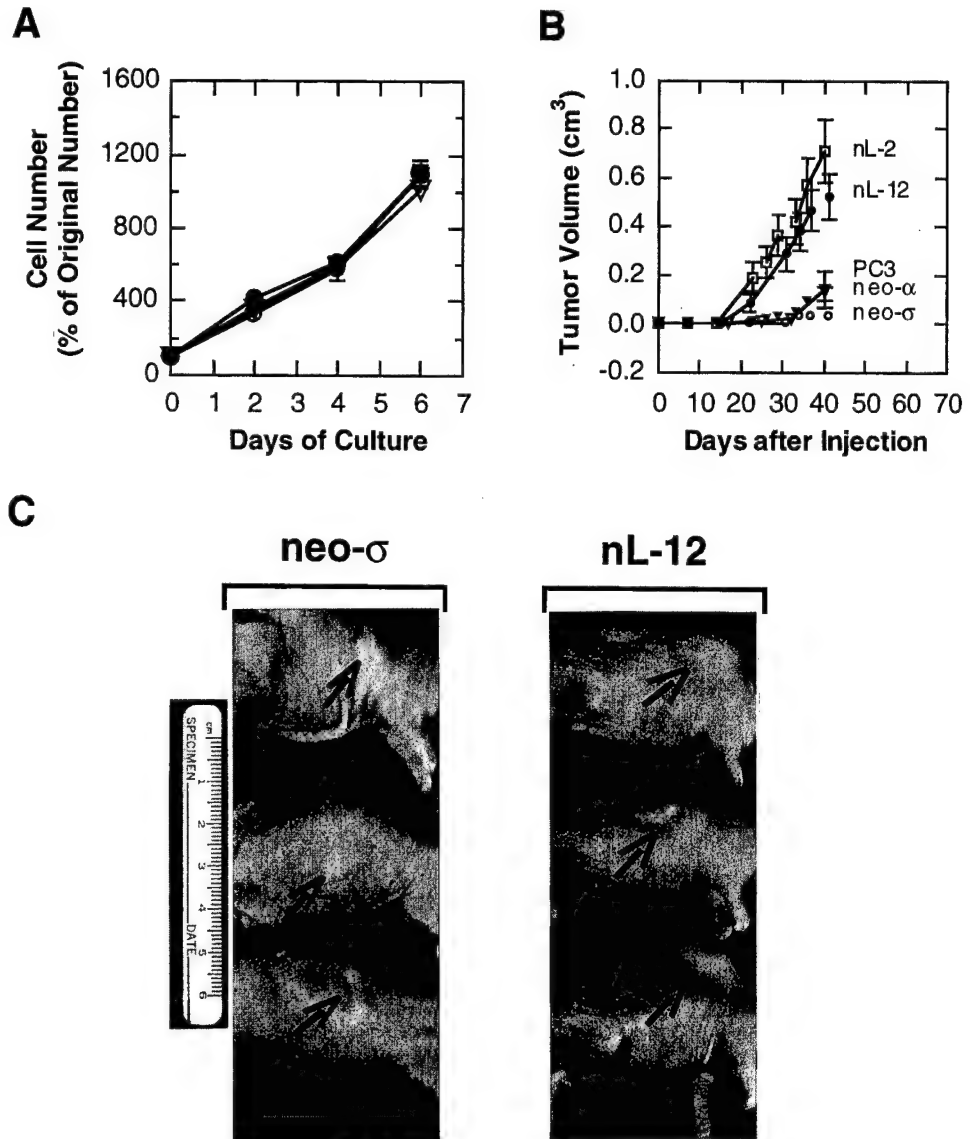 A
Cell Number
(% of Original Number)
1600
1200
800
400
0
0 1 2 3 4 5 6 7
Days of Culture
B
Tumor Volume (cm³)
1.0
0.8
0.6
0.4
0.2
0.0
-0.2
nL-2
nL-12
PC3
neo-α
neo-σ
0 10 20 30 40 50 60 70
Days after Injection
C
neo-σ
nL-12
cm 1 2 3 4 5 6
SPECIMEN
DATE